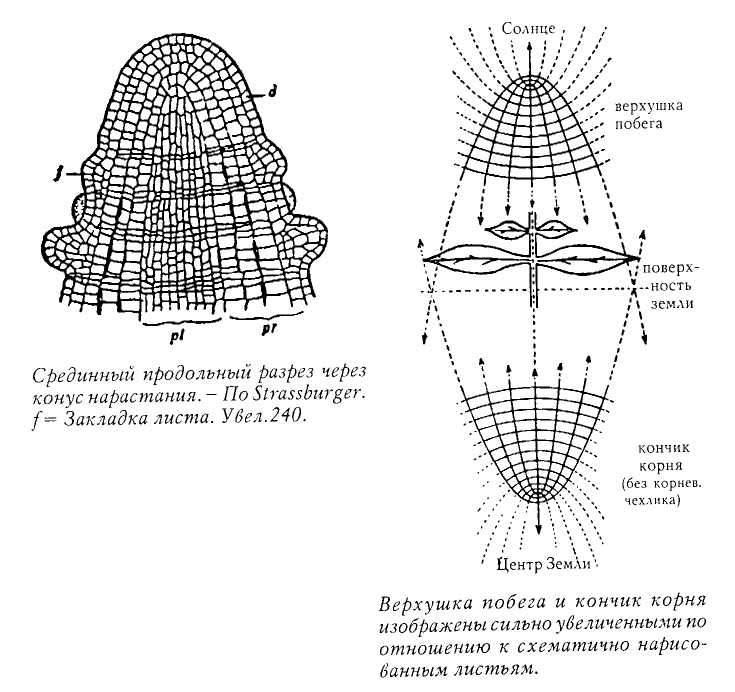 d
f
pl
pr
Срединный продольный разрез через
конус нарастания. – По Strassburger.
f = Закладка листа. Увел.240.
Солнце
верхушка
побега
поверх-
ность
земли
кончик
корня
(без корнев.
чехлика)
Центр Земли
Верхушка побега и кончик корня
изображены сильно увеличенными по
отношению к схематично нарисо-
ванным листьям.